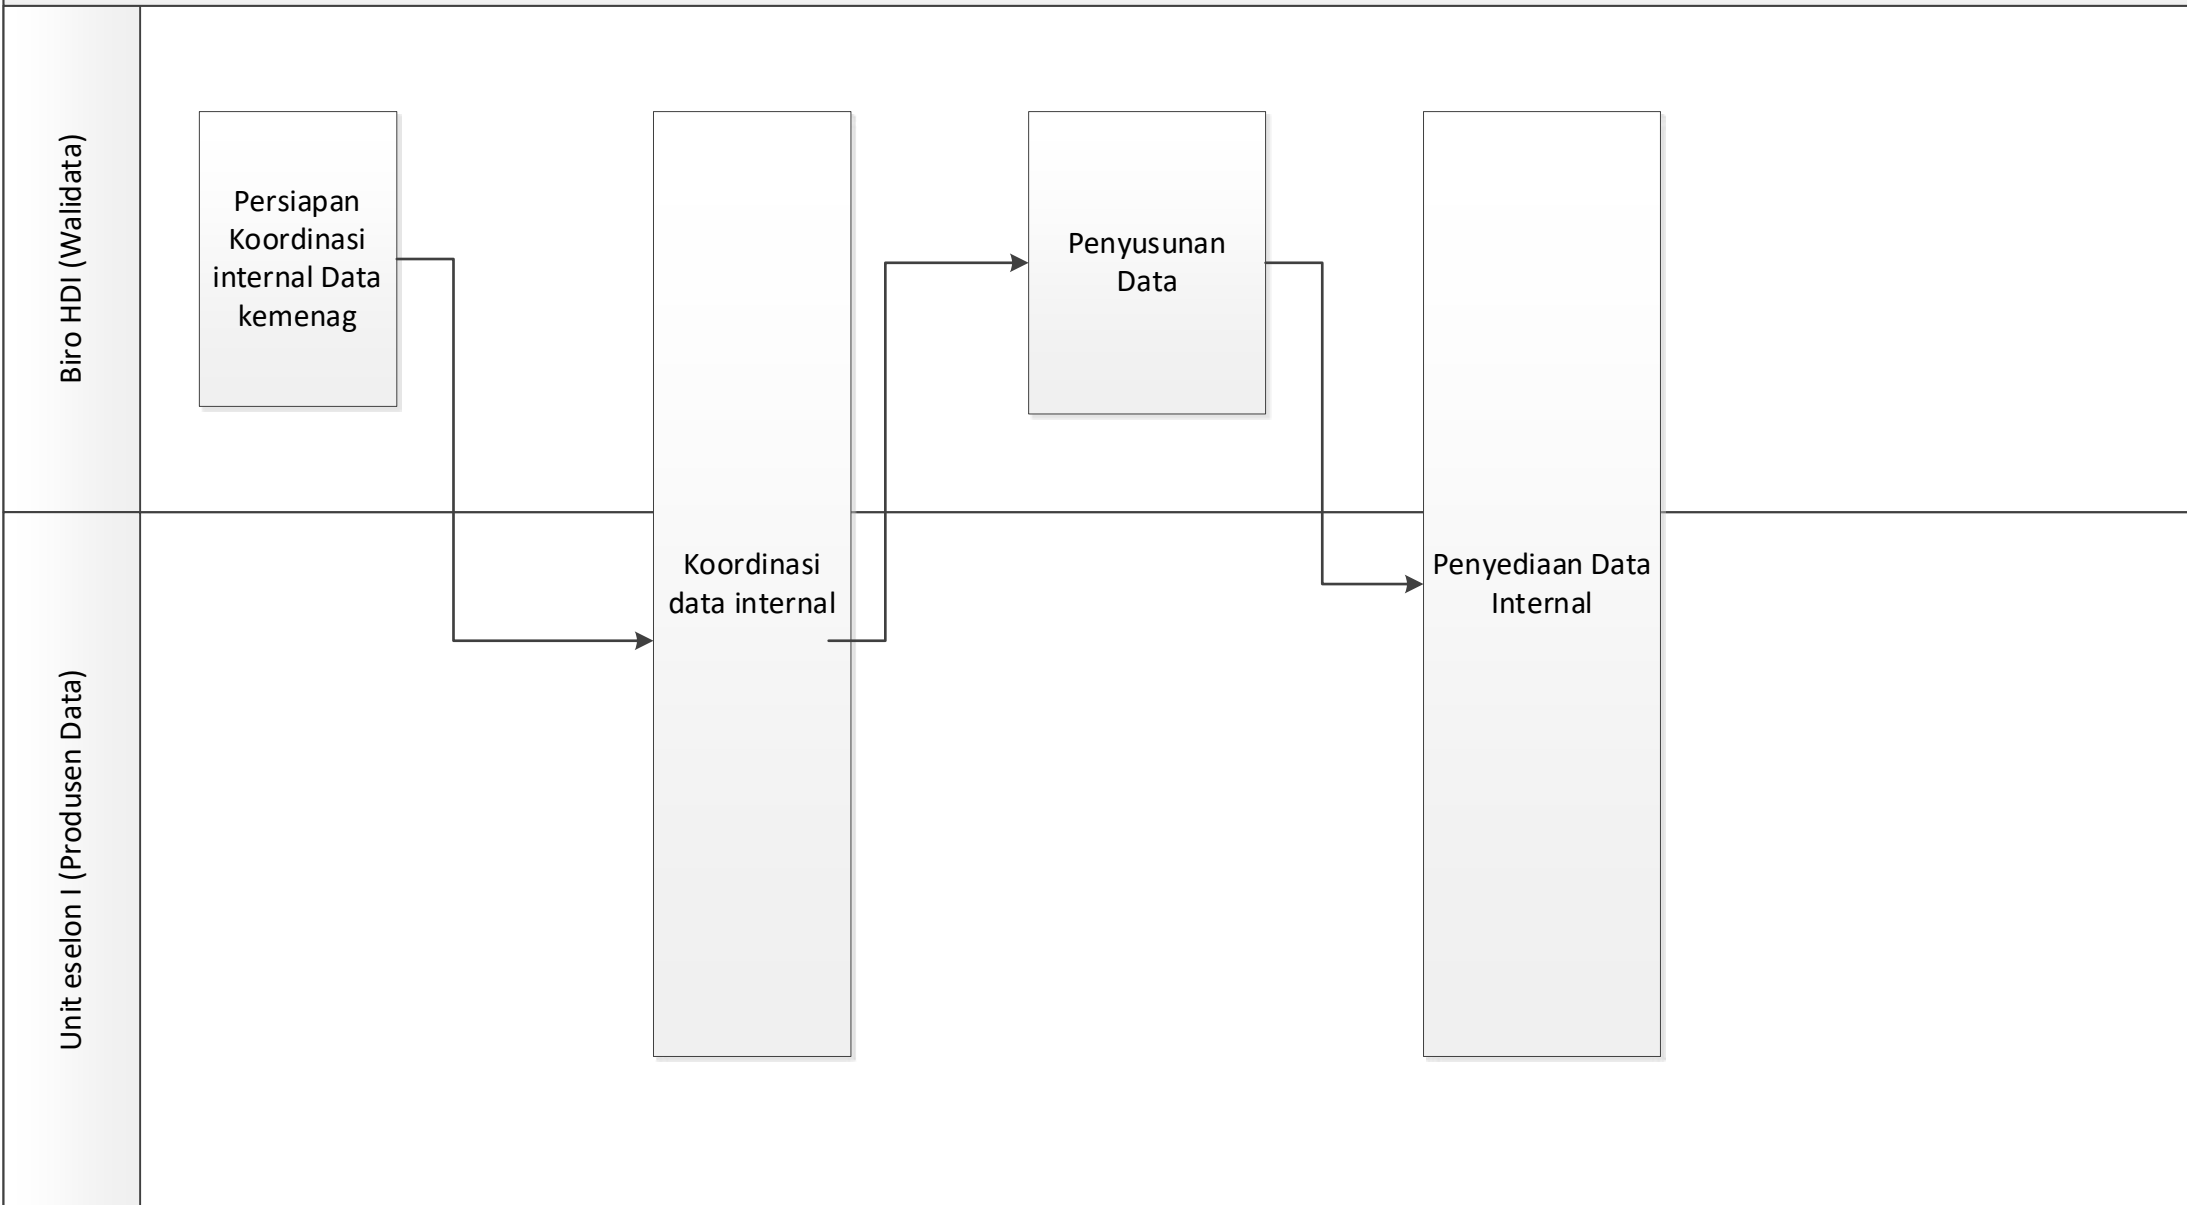 Biro HDI (Walidata)
Persiapan
Koordinasi
internal Data
kemenag
Penyusunan
Data
Unit eselon I (Produsen Data)
Koordinasi
data internal
Penyediaan Data
Internal